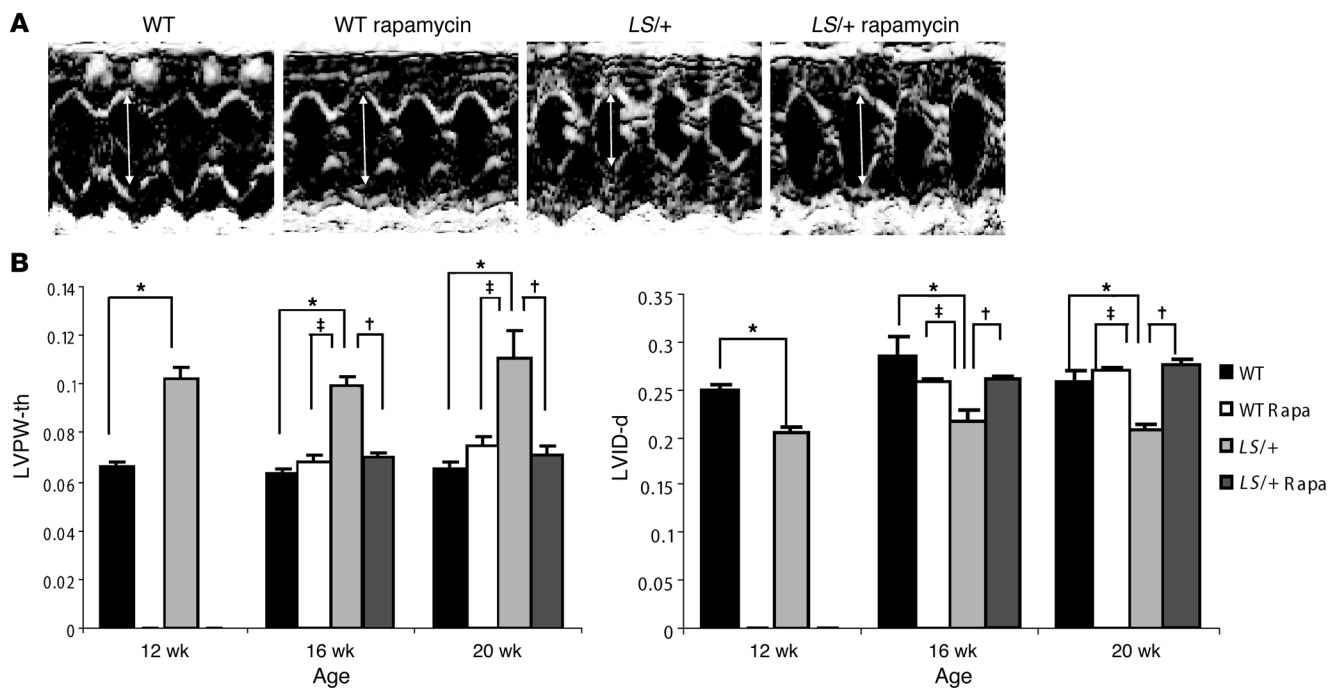 A
WT
WT rapamycin
LS/+
LS/+ rapamycin
B
LVPW-th
0.14
0.12
0.1
0.08
0.06
0.04
0.02
0
*
*
‡
†
*
‡
†
12 wk
16 wk
20 wk
Age
LVID-d
0.35
0.3
0.25
0.2
0.15
0.1
0.05
0
*
*
‡
†
*
‡
†
12 wk
16 wk
20 wk
Age
WT
WT Rapa
LS/+
LS/+ Rapa